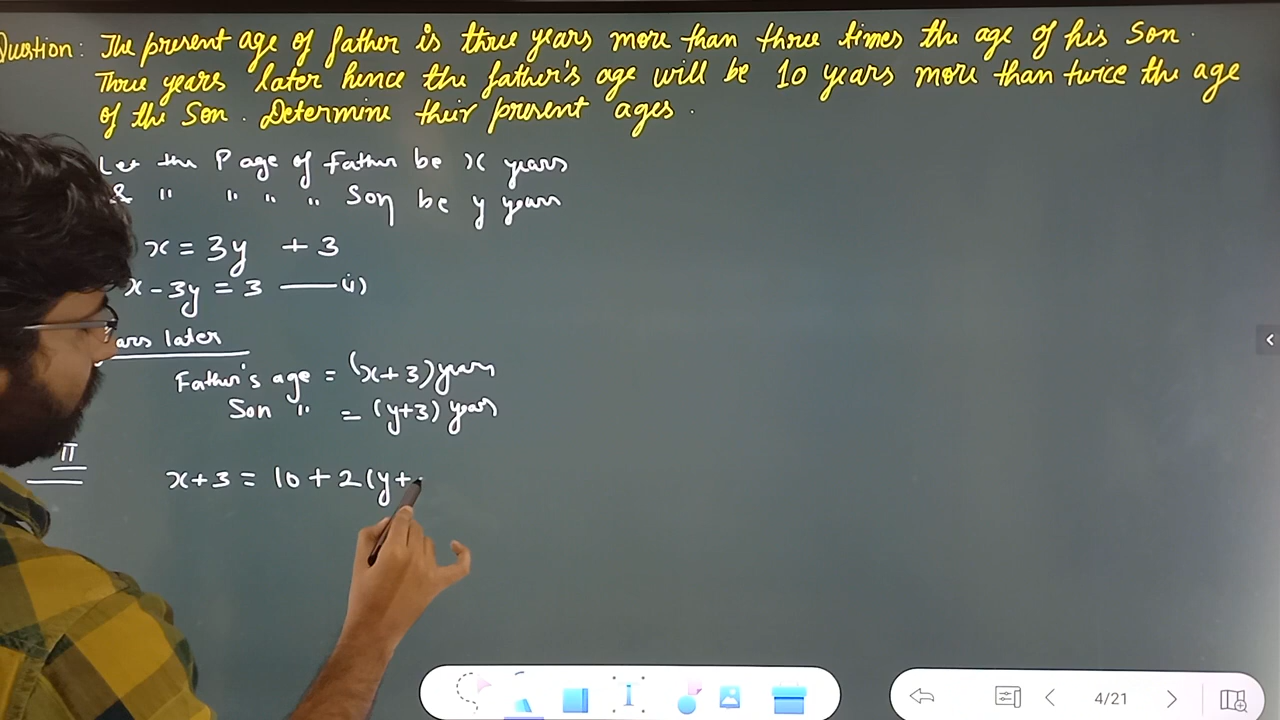 Question: The present age of father is three years more than three times the age of his Son.
Three years later hence the father's age will be 10 years more than twice the age
of the Son. Determine their present ages.
Let the P age of Father be x years
& " " " " Son be y years
x = 3y + 3
x - 3y = 3 —— (i)
later
Father's age = (x+3) years
Son " = (y+3) years
II
x+3 = 10 + 2(y+
4/21